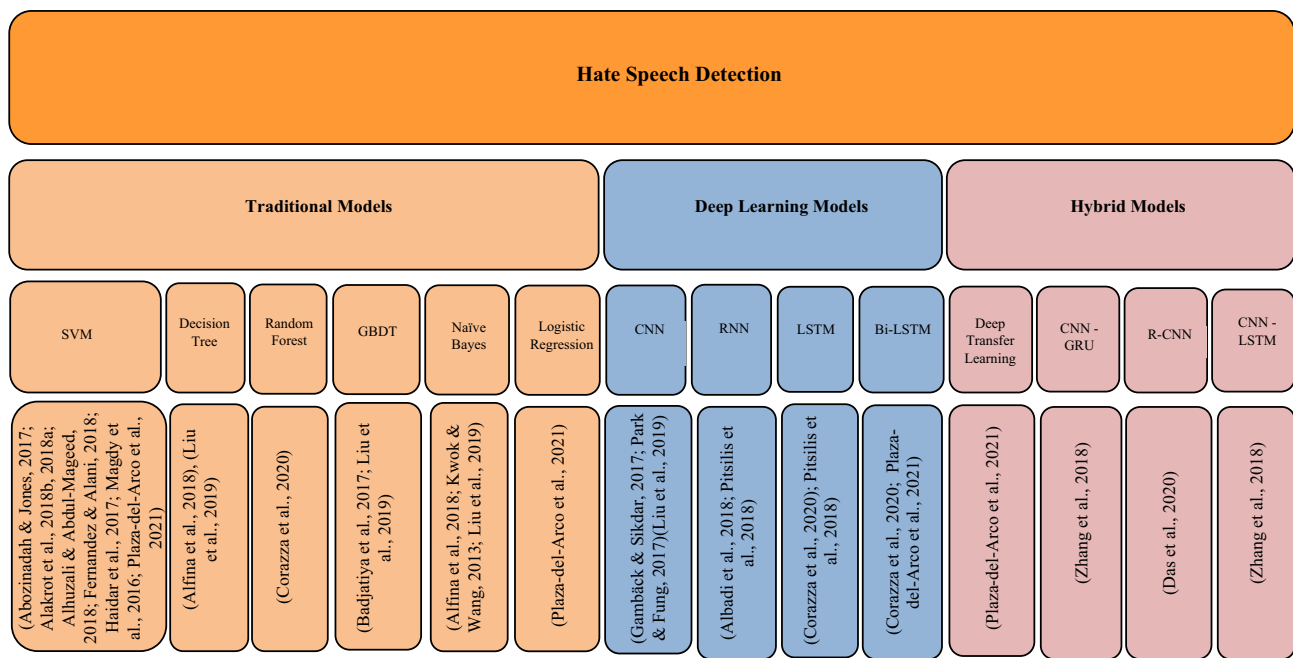 Hate Speech Detection
Traditional Models
Deep Learning Models
Hybrid Models
SVM
Decision
Tree
Random
Forest
GBDT
Naïve
Bayes
Logistic
Regression
CNN
RNN
LSTM
Bi-LSTM
Deep
Transfer
Learning
CNN -
GRU
R-CNN
CNN -
LSTM
(Abozinadah & Jones, 2017;
Alakrot et al., 2018b, 2018a;
Alhuzali & Abdul-Mageed,
2018; Fernandez & Alani, 2018;
Haidar et al., 2017; Magdy et
al., 2016; Plaza-del-Arco et al.,
2021)
(Alfina et al., 2018), (Liu
et al., 2019)
(Corazza et al., 2020)
(Badjatiya et al., 2017; Liu et
al., 2019)
(Alfina et al., 2018; Kwok &
Wang, 2013; Liu et al., 2019)
(Plaza-del-Arco et al., 2021)
(Gambäck & Sikdar, 2017; Park
& Fung, 2017)(Liu et al., 2019)
(Albadi et al., 2018; Pitsilis et
al., 2018)
(Corazza et al., 2020); Pitsilis et
al., 2018)
(Corazza et al., 2020; Plaza-
del-Arco et al., 2021)
(Plaza-del-Arco et al., 2021)
(Zhang et al., 2018)
(Das et al., 2020)
(Zhang et al., 2018)